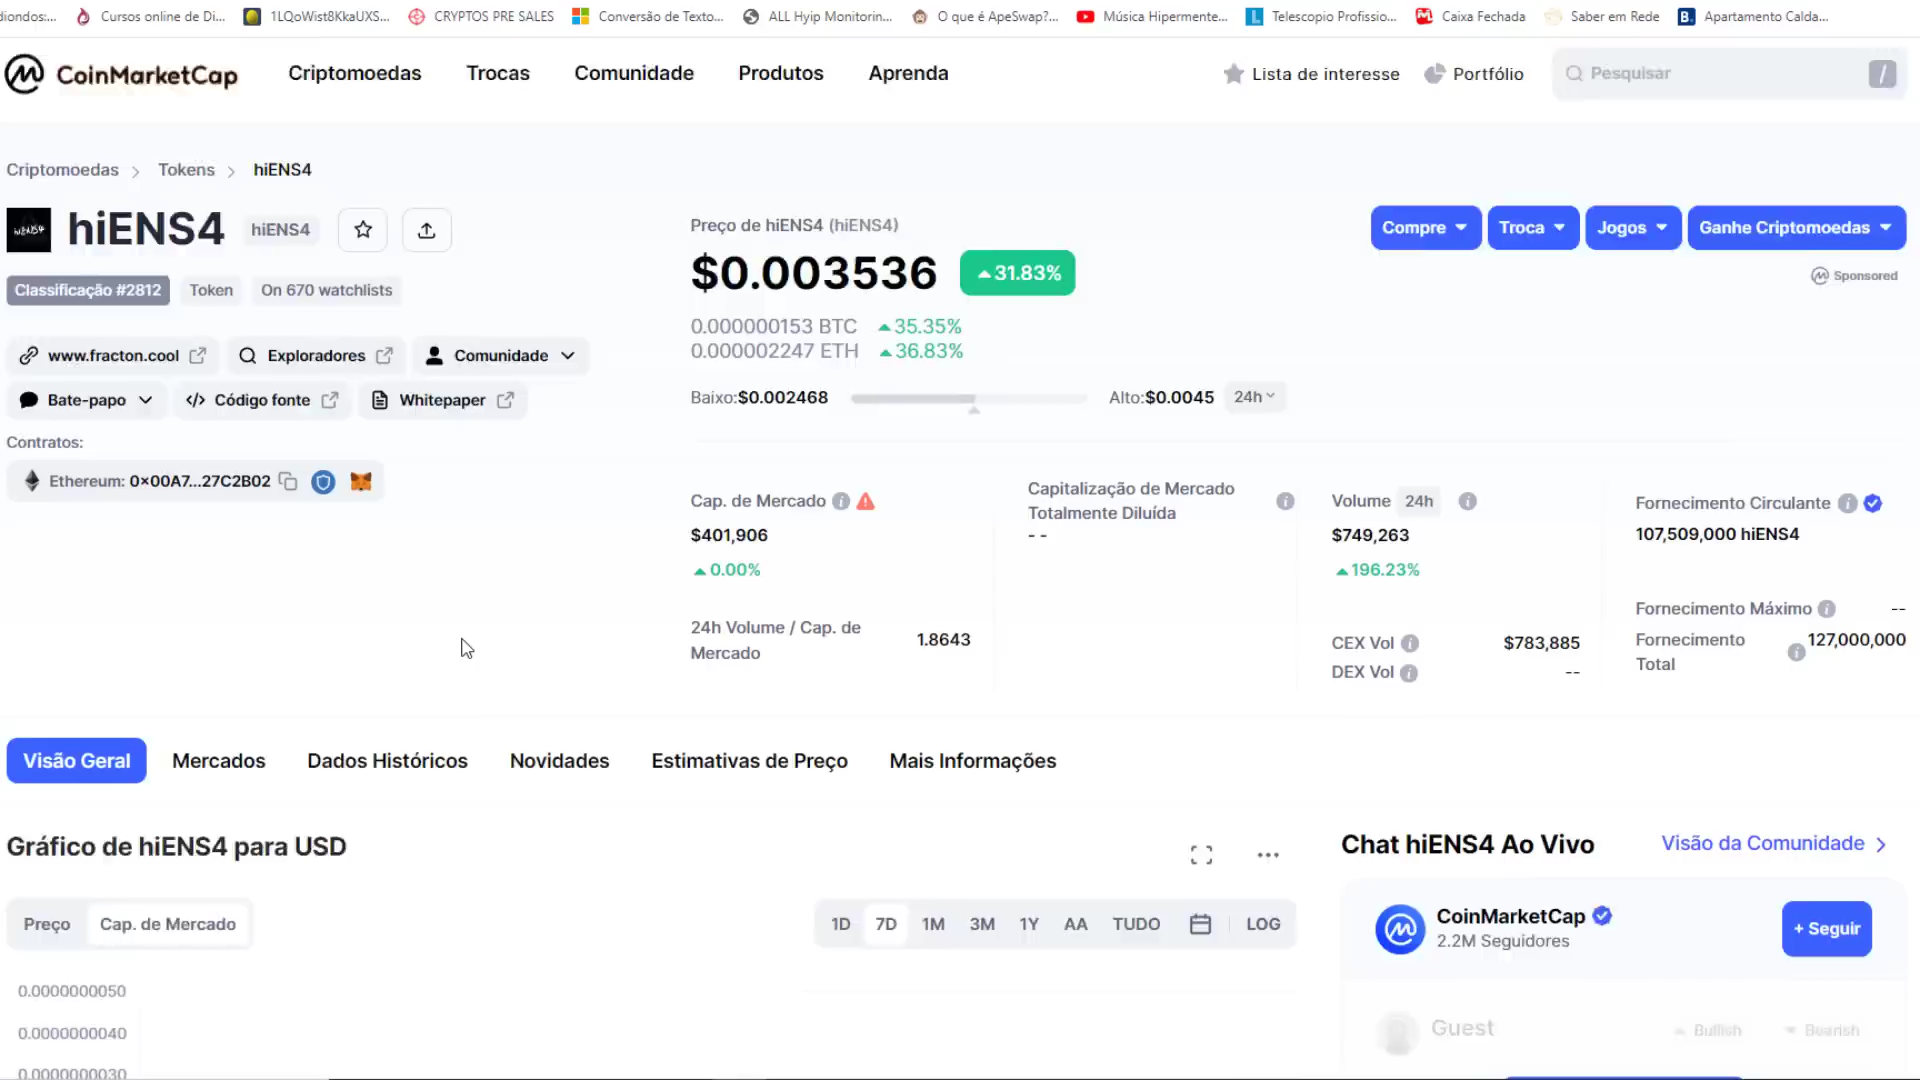 diondos:...
Cursos online de Di...
1LQoWist8KkaUXS...
CRYPTOS PRE SALES
Conversão de Texto...
ALL Hyip Monitorin...
O que é ApeSwap?...
Música Hipermente...
Telescopio Profissio...
Caixa Fechada
Saber em Rede
Apartamento Calda...
CoinMarketCap
Criptomoedas
Trocas
Comunidade
Produtos
Aprenda
Lista de interesse
Portfólio
Pesquisar
/
Criptomoedas > Tokens > hiENS4
hiENS4
hiENS4
hiENS4
Classificação #2812
Token
On 670 watchlists
www.fracton.cool
Exploradores
Comunidade
Bate-papo
</> Código fonte
Whitepaper
Contratos:
Ethereum: 0x00A7...27C2B02
Preço de hiENS4 (hiENS4)
$0.003536
31.83%
0.000000153 BTC 35.35%
0.000002247 ETH 36.83%
Baixo:$0.002468
Alto:$0.0045
24h
Compre
Troca
Jogos
Ganhe Criptomoedas
Sponsored
Cap. de Mercado
$401,906
0.00%
24h Volume / Cap. de
Mercado
1.8643
Capitalização de Mercado
Totalmente Diluída
- -
Volume 24h
$749,263
196.23%
CEX Vol $783,885
DEX Vol --
Fornecimento Circulante
107,509,000 hiENS4
Fornecimento Máximo --
Fornecimento
Total
127,000,000
Visão Geral
Mercados
Dados Históricos
Novidades
Estimativas de Preço
Mais Informações
Gráfico de hiENS4 para USD
Preço
Cap. de Mercado
1D
7D
1M
3M
1Y
AA
TUDO
LOG
0.0000000050
0.0000000040
0.0000000030
Chat hiENS4 Ao Vivo
Visão da Comunidade >
CoinMarketCap
2.2M Seguidores
+ Seguir
Guest
Bullish
Bearish